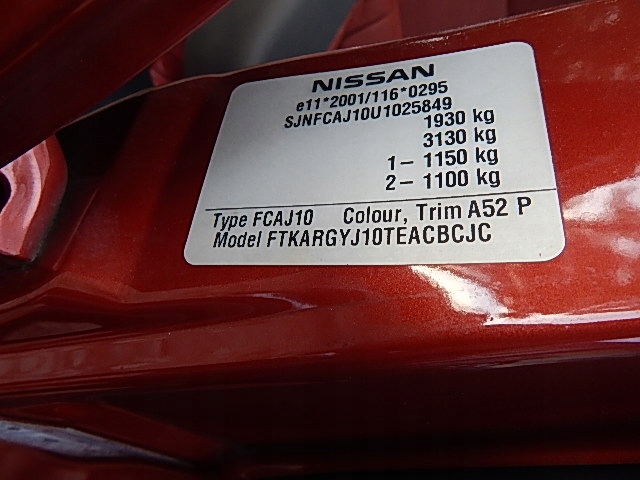 NISSAN
e11*2001/116*0295
SJNFCAJ10U1025849
1930 kg
3130 kg
1– 1150 kg
2– 1100 kg
Type FCAJ10 Colour, Trim A52 P
Model FTKARGYJ10TEACBCJC